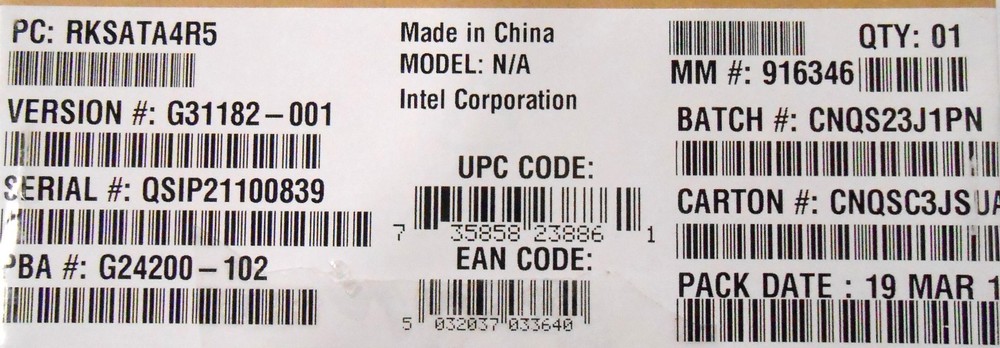 PC: RKSATA4R5
VERSION #: G31182-001
SERIAL #: QSIP21100839
PBA #: G24200-102
Made in China
MODEL: N/A
Intel Corporation
UPC CODE:
7 35858 23886 1
EAN CODE:
5 032037 033640
QTY: 01
MM #: 916346
BATCH #: CNQS23J1PN
CARTON #: CNQSC3JSUA
PACK DATE : 19 MAR 1